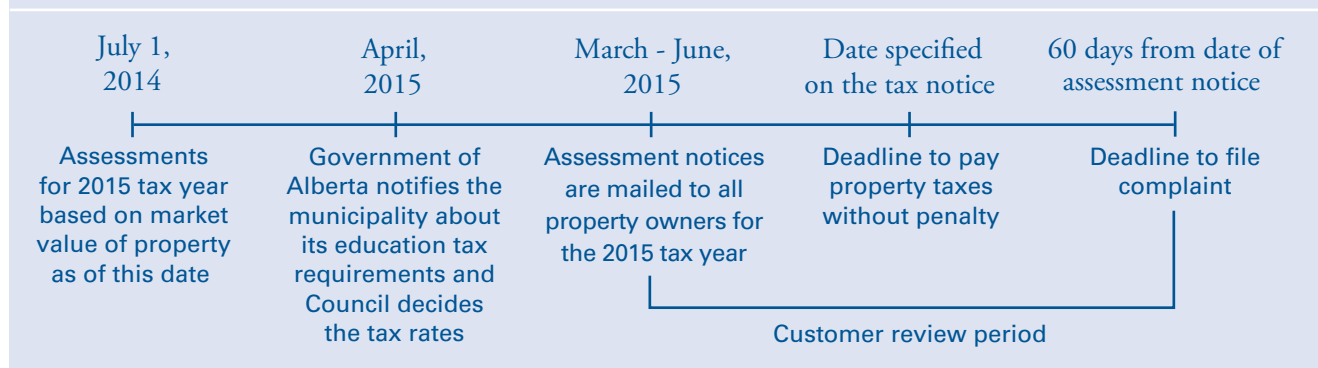 July 1,
2014
Assessments
for 2015 tax year
based on market
value of property
as of this date
April,
2015
Government of
Alberta notifies the
municipality about
its education tax
requirements and
Council decides
the tax rates
March - June,
2015
Assessment notices
are mailed to all
property owners for
the 2015 tax year
Date specified
on the tax notice
Deadline to pay
property taxes
without penalty
60 days from date of
assessment notice
Deadline to file
complaint
Customer review period